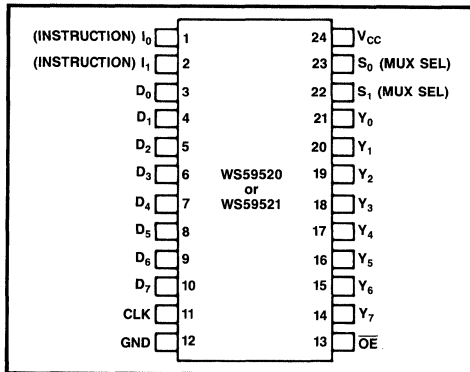 (INSTRUCTION) I₀ 1 24 V_CC
(INSTRUCTION) I₁ 2 23 S₀ (MUX SEL)
D₀ 3 22 S₁ (MUX SEL)
D₁ 4 21 Y₀
D₂ 5 20 Y₁
D₃ 6 WS59520 19 Y₂
or
D₄ 7 WS59521 18 Y₃
D₅ 8 17 Y₄
D₆ 9 16 Y₅
D₇ 10 15 Y₆
CLK 11 14 Y₇
GND 12 13 O̅E̅